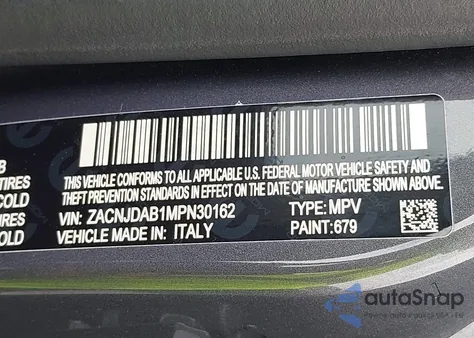 B
TIRES
COLD
TIRES
COLD
THIS VEHICLE CONFORMS TO ALL APPLICABLE U.S. FEDERAL MOTOR VEHICLE SAFETY AND
THEFT PREVENTION STANDARDS IN EFFECT ON THE DATE OF MANUFACTURE SHOWN ABOVE.
VIN: ZACNJDAB1MPN30162 TYPE: MPV
VEHICLE MADE IN: ITALY PAINT: 679
autoSnap